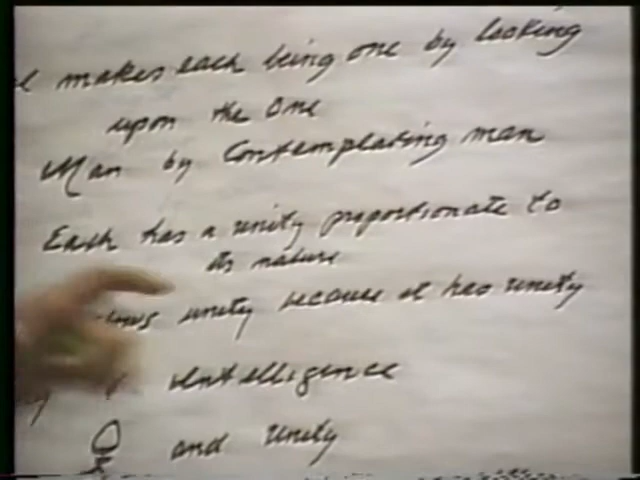 makes each being one by looking
upon the One
Man by Contemplating man
Each has a unity proportionate to
its nature
unity because it has unity
Intelligence
and Unity